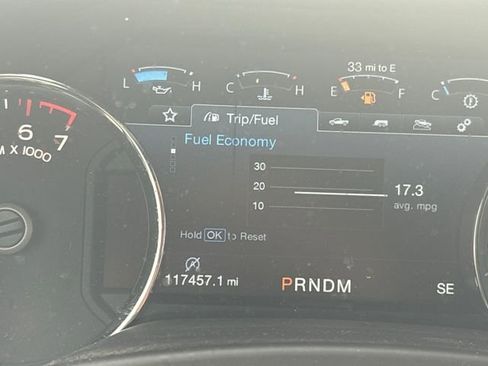 33 mi to E
L H C H E F C
Trip/Fuel
Fuel Economy
30
20
10
17.3
avg. mpg
Hold OK to Reset
6 7
M X 1000
A
117457.1 mi
PRNDM
SE